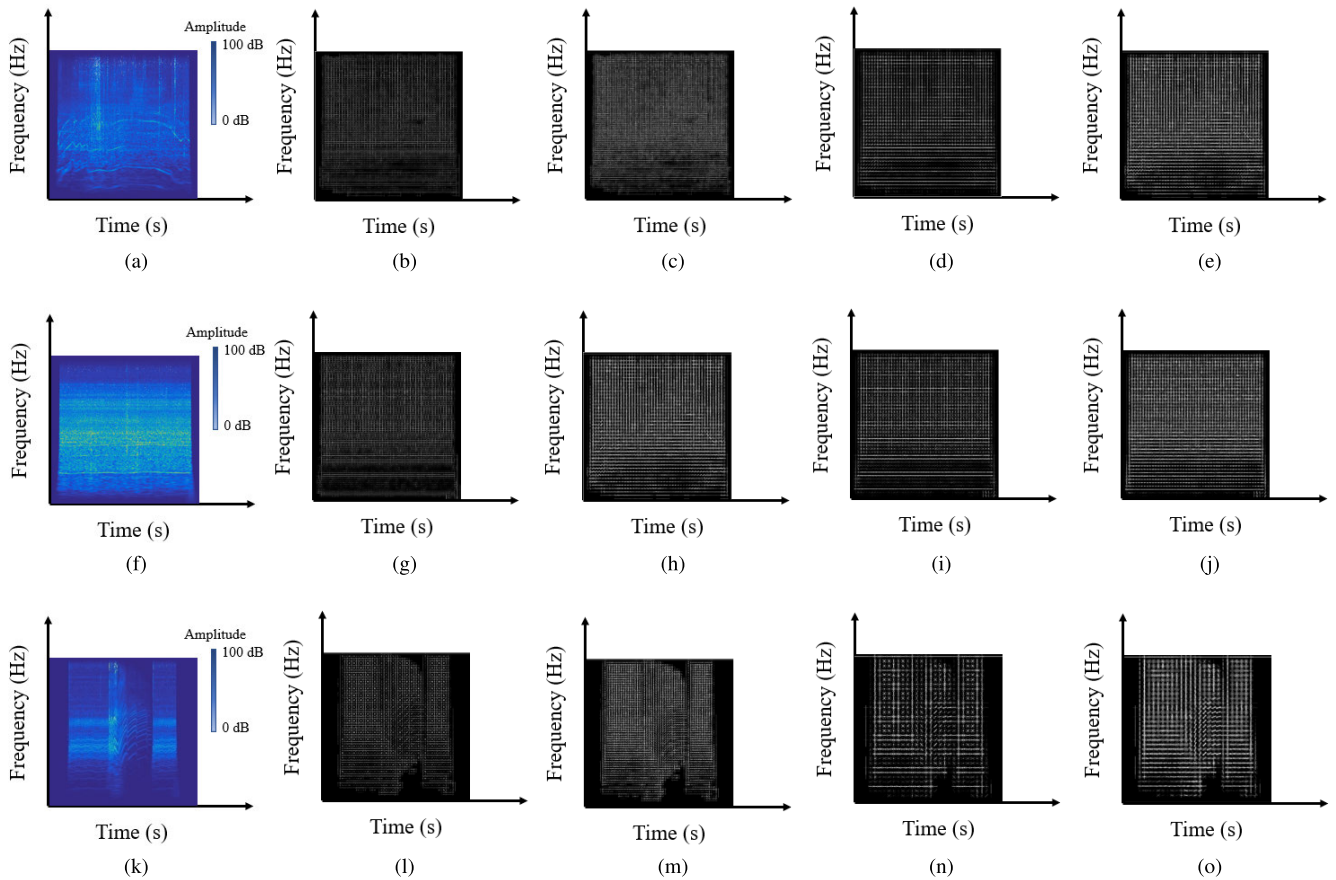 Amplitude
100 dB
0 dB
Frequency (Hz)
Time (s)
(a)
Frequency (Hz)
Time (s)
(b)
Frequency (Hz)
Time (s)
(c)
Frequency (Hz)
Time (s)
(d)
Frequency (Hz)
Time (s)
(e)
Amplitude
100 dB
0 dB
Frequency (Hz)
Time (s)
(f)
Frequency (Hz)
Time (s)
(g)
Frequency (Hz)
Time (s)
(h)
Frequency (Hz)
Time (s)
(i)
Frequency (Hz)
Time (s)
(j)
Amplitude
100 dB
0 dB
Frequency (Hz)
Time (s)
(k)
Frequency (Hz)
Time (s)
(l)
Frequency (Hz)
Time (s)
(m)
Frequency (Hz)
Time (s)
(n)
Frequency (Hz)
Time (s)
(o)